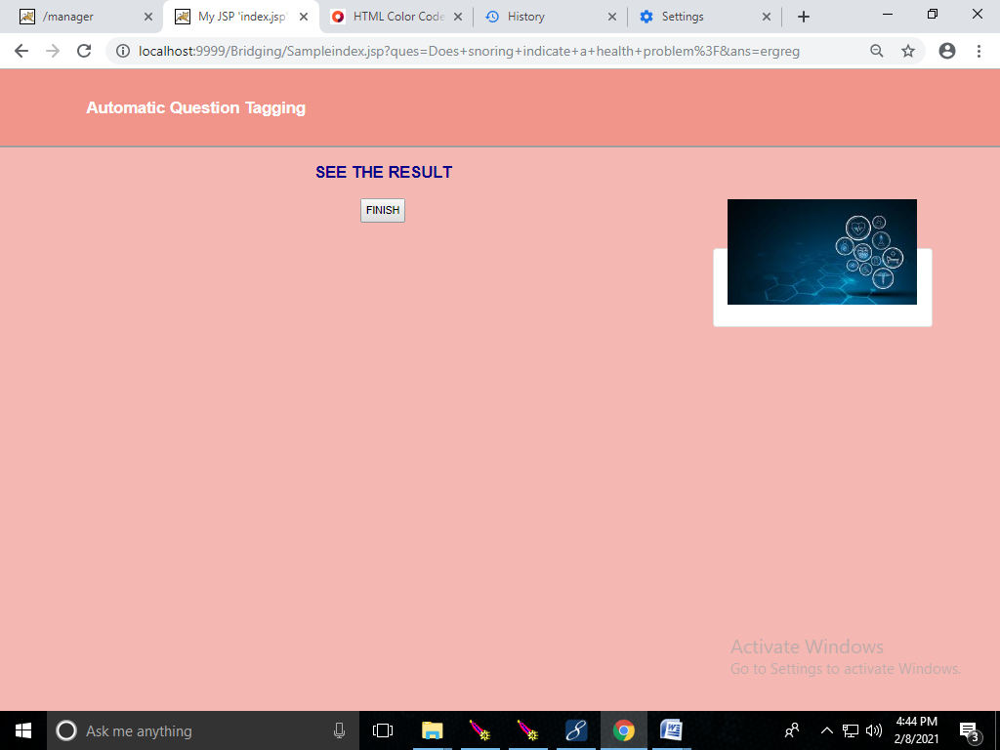 /manager
My JSP 'index.jsp'
HTML Color Code
History
Settings
localhost:9999/Bridging/Sampleindex.jsp?ques=Does+snoring+indicate+a+health+problem%3F&ans=ergreg
Automatic Question Tagging
SEE THE RESULT
FINISH
Activate Windows
Go to Settings to activate Windows.
Ask me anything
4:44 PM
2/8/2021
3